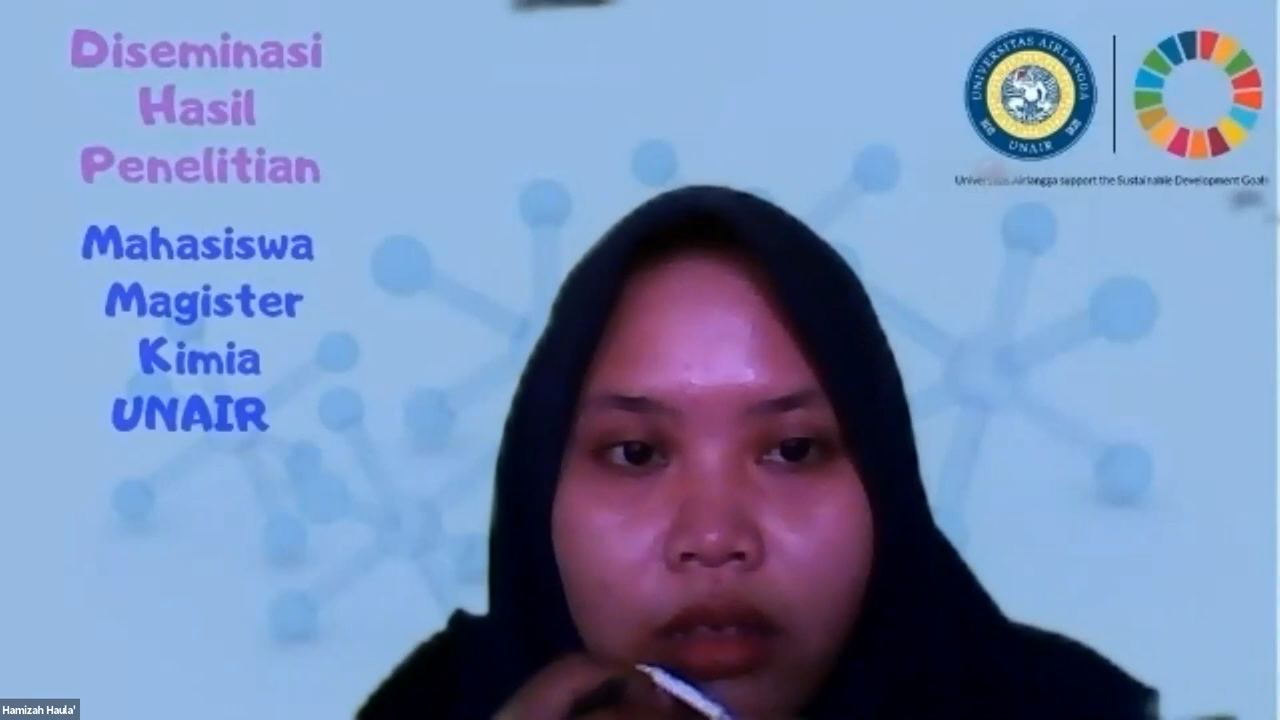 Diseminasi
Hasil
Penelitian
Mahasiswa
Magister
Kimia
UNAIR
UNIVERSITAS AIRLANGGA
UNAIR
Universitas Airlangga support the Sustainable Development Goals
Hamizah Haula'